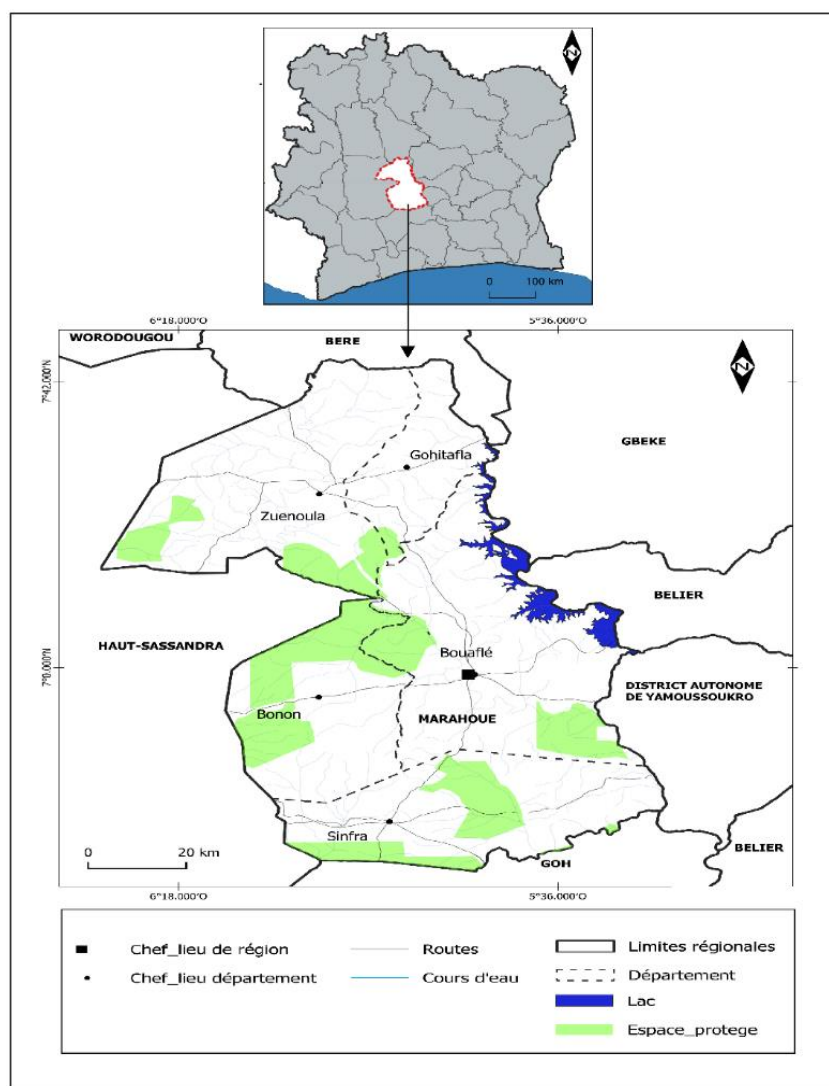 N
0 100 km
6°18.000'O
5°36.000'O
WORODOUGOU
BERE
N
7°42.000'N
Gohitafla
GBEKE
Zuenoula
BELIER
HAUT-SASSANDRA
Bouaflé
7°0.000'N
DISTRICT AUTONOME
DE YAMOUSSOUKRO
Bonon
MARAHOUE
Sinfra
0 20 km
GOH
BELIER
6°18.000'O
5°36.000'O
Chef_lieu de région
Routes
Limites régionales
Chef_lieu département
Cours d'eau
Département
Lac
Espace_protege